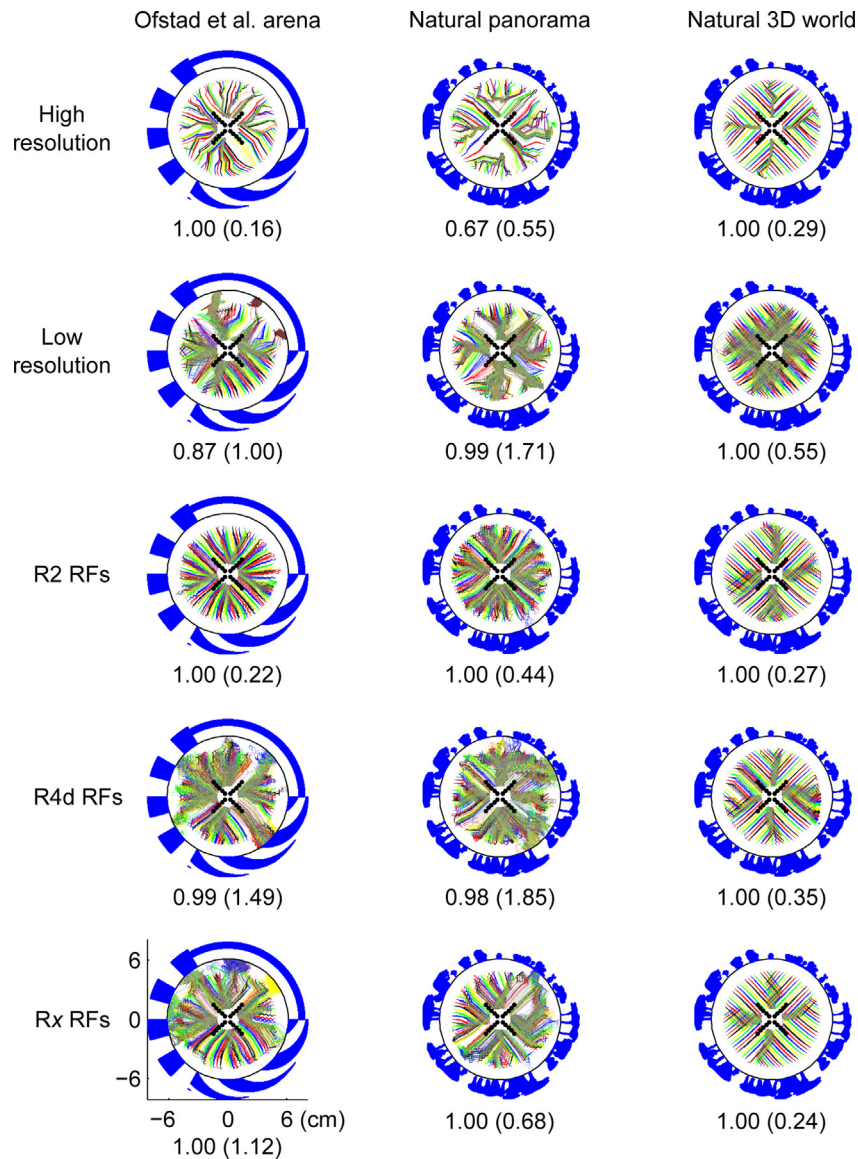 Ofstad et al. arena Natural panorama Natural 3D world
High resolution
1.00 (0.16) 0.67 (0.55) 1.00 (0.29)
Low resolution
0.87 (1.00) 0.99 (1.71) 1.00 (0.55)
R2 RFs
1.00 (0.22) 1.00 (0.44) 1.00 (0.27)
R4d RFs
0.99 (1.49) 0.98 (1.85) 1.00 (0.35)
Rx RFs
6
0
−6
−6 0 6 (cm)
1.00 (1.12) 1.00 (0.68) 1.00 (0.24)